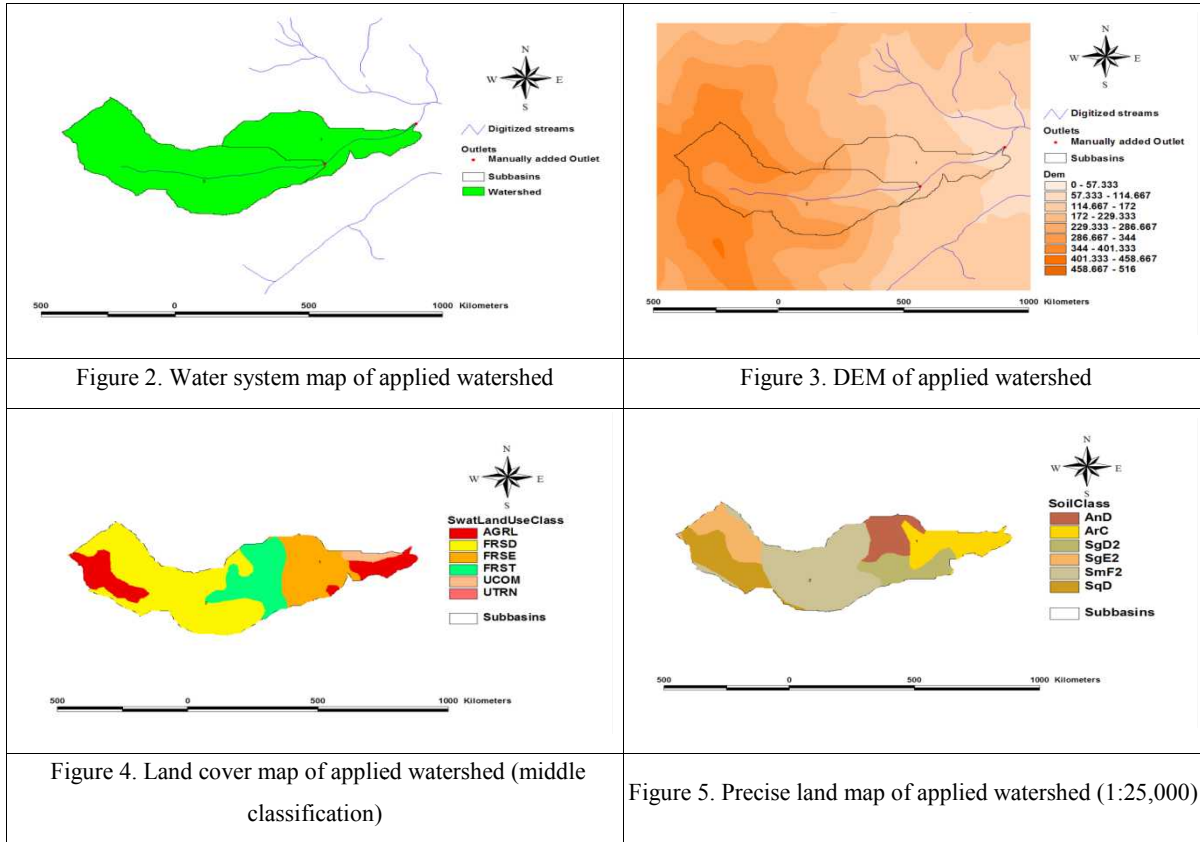 N
W E
S
Digitized streams
Outlets
Manually added Outlet
Subbasins
Watershed
500 0 500 1000 Kilometers
Figure 2. Water system map of applied watershed
N
W E
S
Digitized streams
Outlets
Manually added Outlet
Subbasins
Dem
0 - 57.333
57.333 - 114.667
114.667 - 172
172 - 229.333
229.333 - 286.667
286.667 - 344
344 - 401.333
401.333 - 458.667
458.667 - 516
500 0 500 1000 Kilometers
Figure 3. DEM of applied watershed
N
W E
S
SwatLandUseClass
AGRL
FRSD
FRSE
FRST
UCOM
UTRN
Subbasins
500 0 500 1000 Kilometers
Figure 4. Land cover map of applied watershed (middle
classification)
N
W E
S
SoilClass
AnD
ArC
SgD2
SgE2
SmF2
SqD
Subbasins
500 0 500 1000 Kilometers
Figure 5. Precise land map of applied watershed (1:25,000)